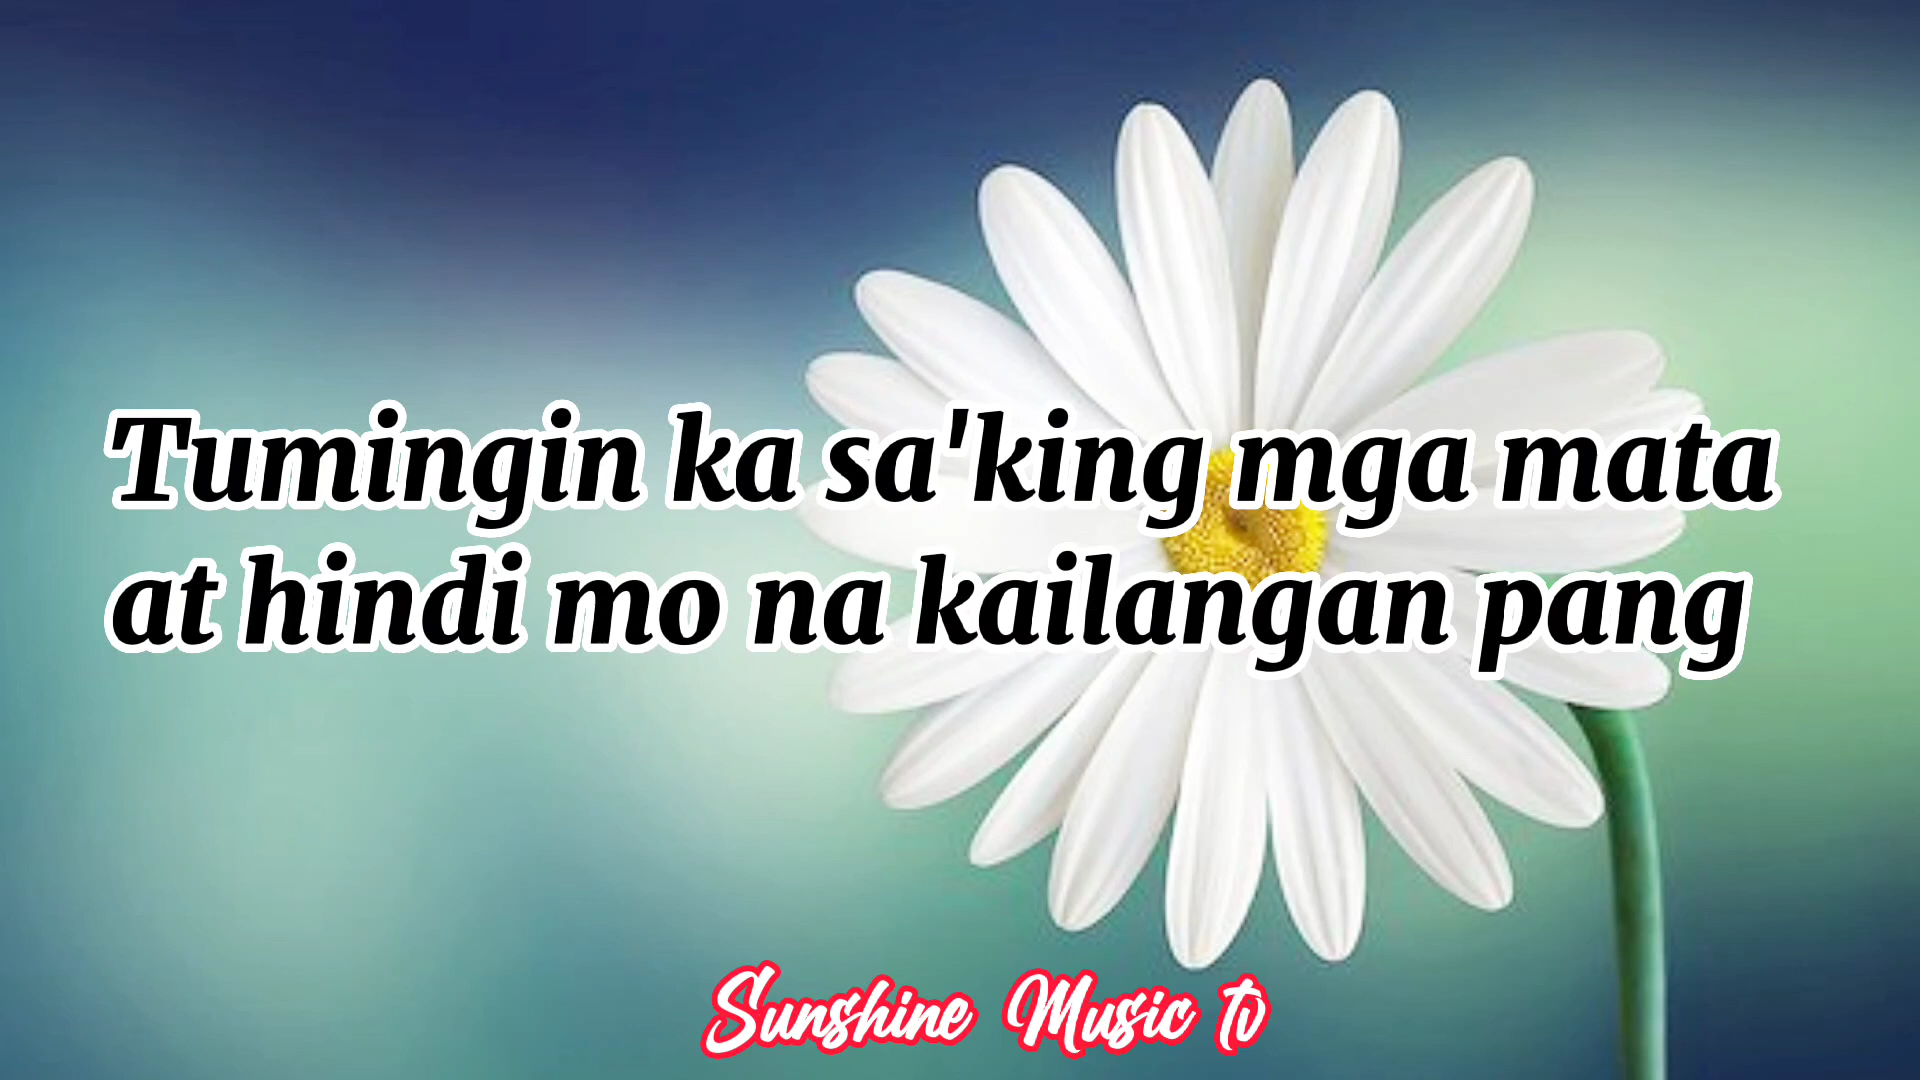 Tumingin ka sa'king mga mata
at hindi mo na kailangan pang
Sunshine Music tv